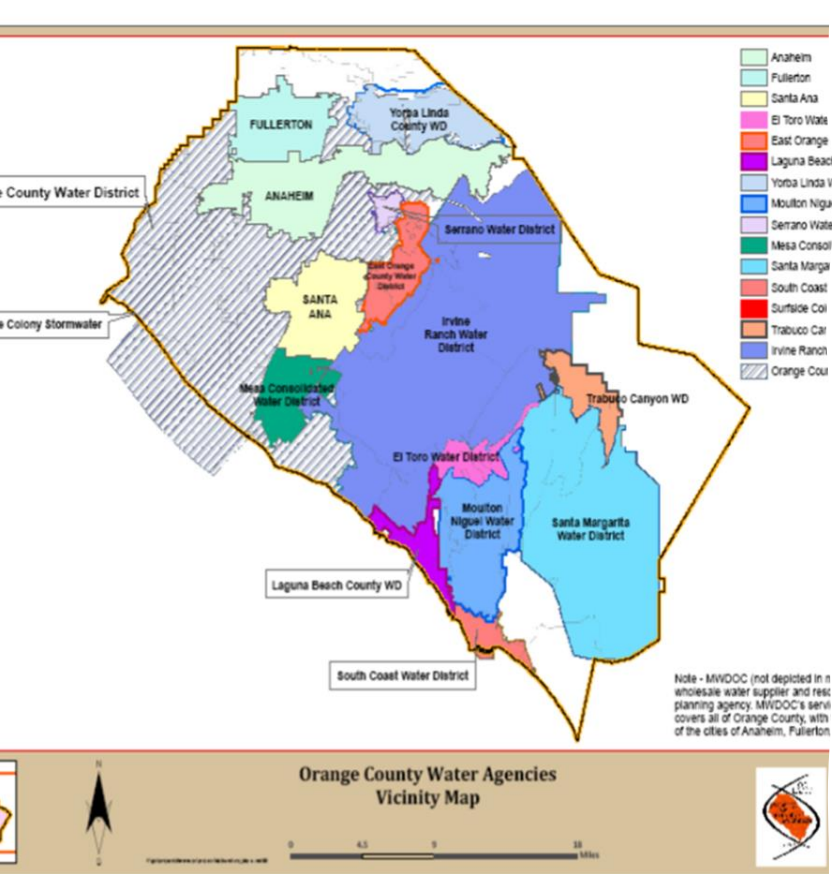 FULLERTON
Yorba Linda
County WD
ANAHEIM
e County Water District
Serrano Water District
East Orange
County Water
District
SANTA
ANA
e Colony Stormwater
Irvine
Ranch Water
District
Mesa Consolidated
Water District
Trabuco Canyon WD
El Toro Water District
Moulton
Niguel Water
District
Santa Margarita
Water District
Laguna Beach County WD
South Coast Water District
Anaheim
Fullerton
Santa Ana
El Toro Wate
East Orange
Laguna Beach
Yorba Linda W
Moulton Nigue
Serrano Wate
Mesa Consol
Santa Marga
South Coast
Surfside Col
Trabuco Can
Irvine Ranch
Orange Cour
Note - MWDOC (not depicted in m
wholesale water supplier and reso
planning agency. MWDOC's servi
covers all of Orange County, with
of the cities of Anaheim, Fullerton,
Orange County Water Agencies
Vicinity Map
N
0 4.5 9 18
Miles